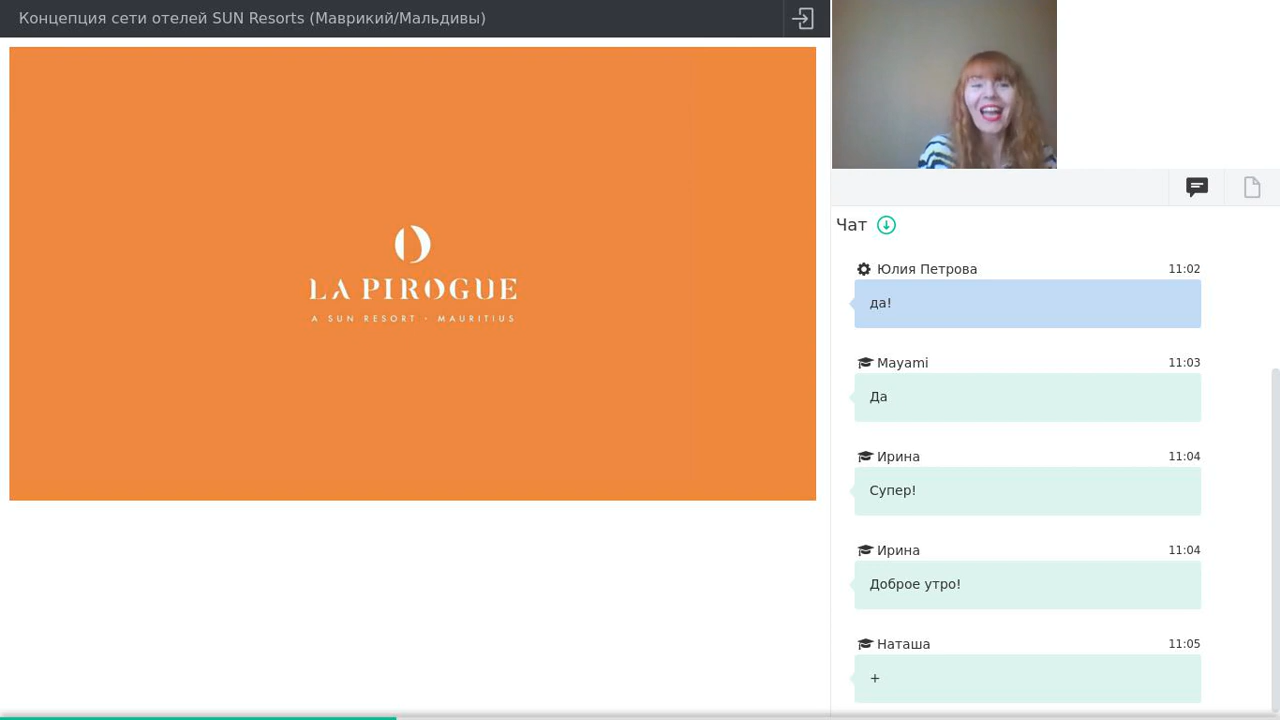 Концепция сети отелей SUN Resorts (Маврикий/Мальдивы)
LA PIROGUE
A SUN RESORT · MAURITIUS
Чат
Юлия Петрова 11:02
да!
Mayami 11:03
Да
Ирина 11:04
Супер!
Ирина 11:04
Доброе утро!
Наташа 11:05
+